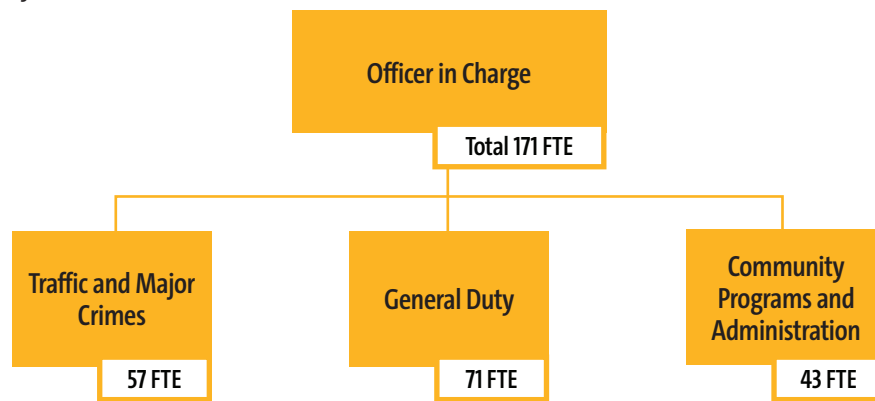 Officer in Charge
Total 171 FTE
Traffic and Major
Crimes
57 FTE
General Duty
71 FTE
Community
Programs and
Administration
43 FTE